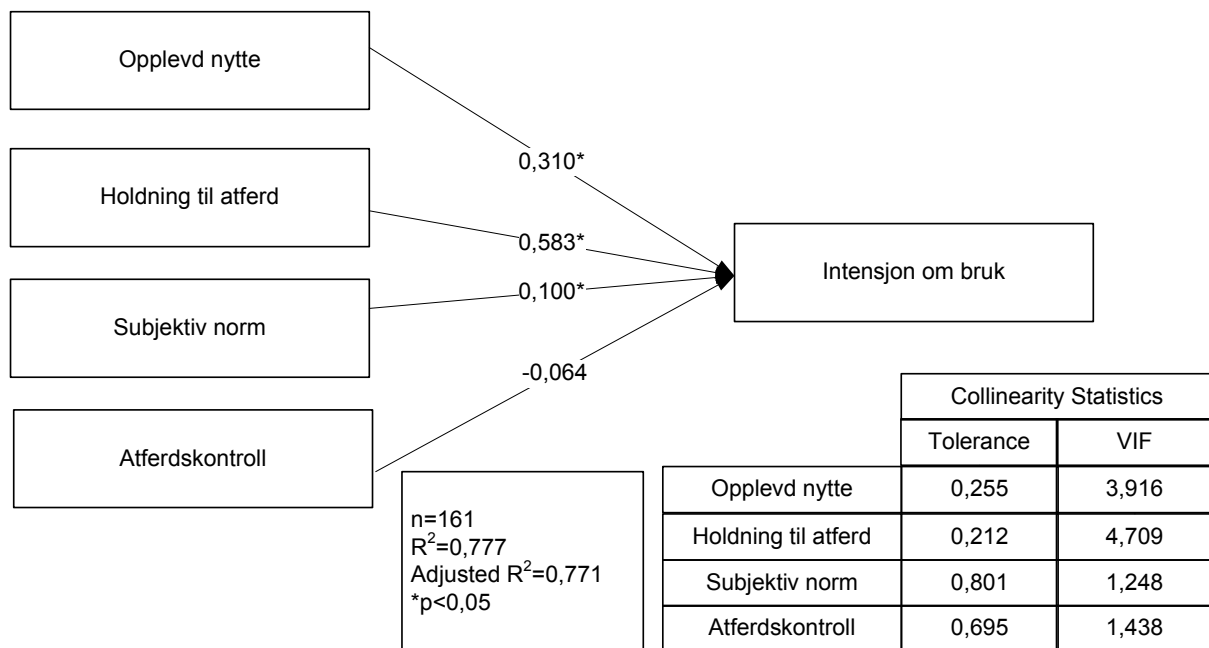 Opplevd nytte
Holdning til atferd
Subjektiv norm
Atferdskontroll
0,310*
0,583*
0,100*
-0,064
Intensjon om bruk
n=161
R²=0,777
Adjusted R²=0,771
*p<0,05
Collinearity Statistics
Tolerance VIF
Opplevd nytte 0,255 3,916
Holdning til atferd 0,212 4,709
Subjektiv norm 0,801 1,248
Atferdskontroll 0,695 1,438